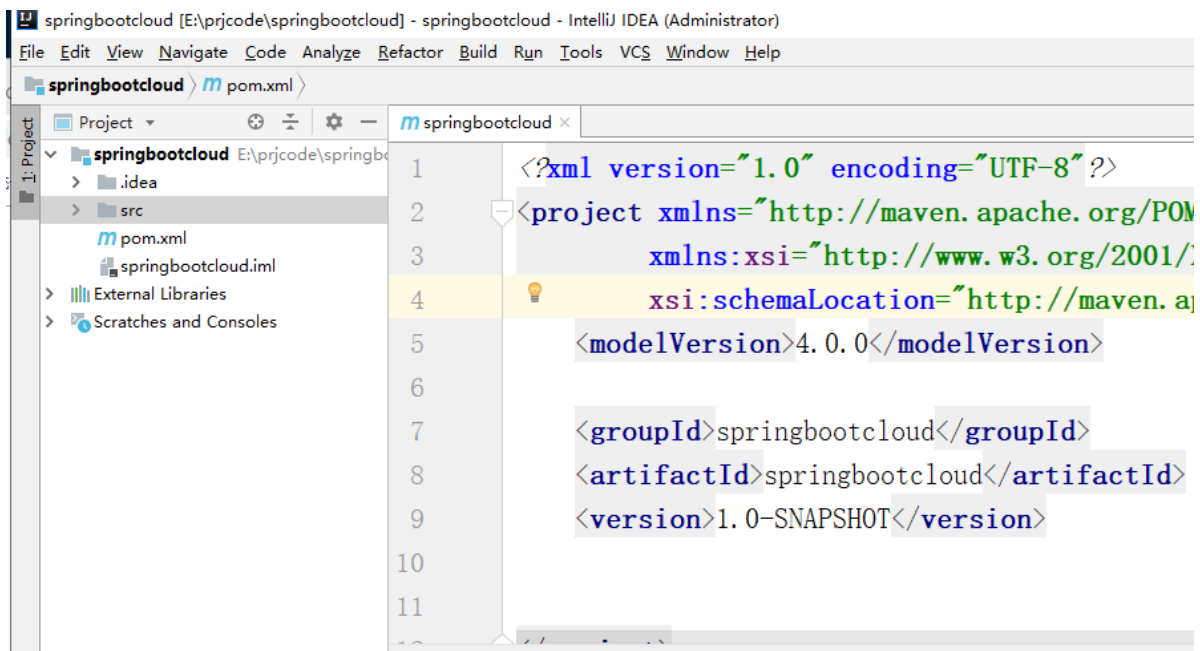 springbootcloud [E:\prjcode\springbootcloud] - springbootcloud - IntelliJ IDEA (Administrator)
File Edit View Navigate Code Analyze Refactor Build Run Tools VCS Window Help
springbootcloud pom.xml
1: Project
Project
springbootcloud E:\prjcode\springbo
.idea
src
pom.xml
springbootcloud.iml
External Libraries
Scratches and Consoles
springbootcloud
1 <?xml version="1.0" encoding="UTF-8"?>
2 <project xmlns="http://maven.apache.org/POM
3 xmlns:xsi="http://www.w3.org/2001/X
4 xsi:schemaLocation="http://maven.ap
5 <modelVersion>4.0.0</modelVersion>
6
7 <groupId>springbootcloud</groupId>
8 <artifactId>springbootcloud</artifactId>
9 <version>1.0-SNAPSHOT</version>
10
11